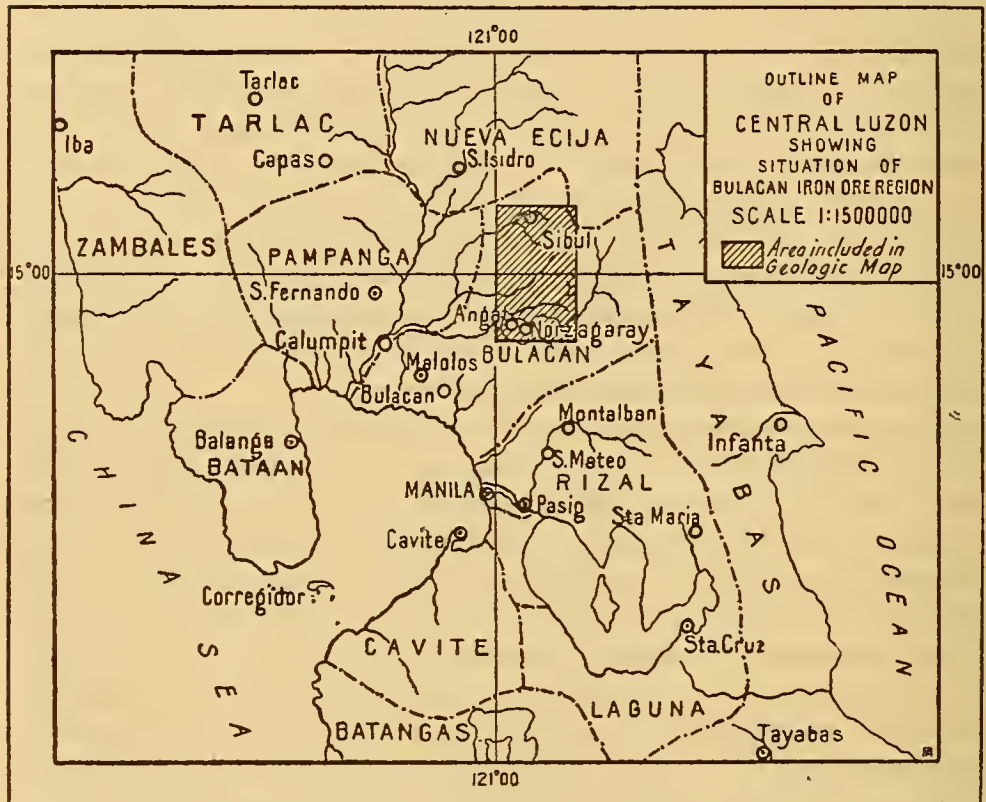 121°00
OUTLINE MAP
OF
CENTRAL LUZON
SHOWING
SITUATION OF
BULACAN IRON ORE REGION
SCALE 1:1500000
Area included in
Geologic Map
Tarlac
TARLAC
Iba
Capas
NUEVA ECIJA
S. Isidro
ZAMBALES
PAMPANGA
Sibul
15°00
15°00
S. Fernando
Angat
Norzagaray
Calumpit
BULACAN
Malolos
Bulacan
TAYABAS
PACIFIC OCEAN
Montalban
Infanta
Balanga
BATAAN
S. Mateo
RIZAL
MANILA
Pasig
Sta Maria
Cavite
CHINA SEA
Corregidor
CAVITE
Sta. Cruz
LAGUNA
BATANGAS
Tayabas
121°00